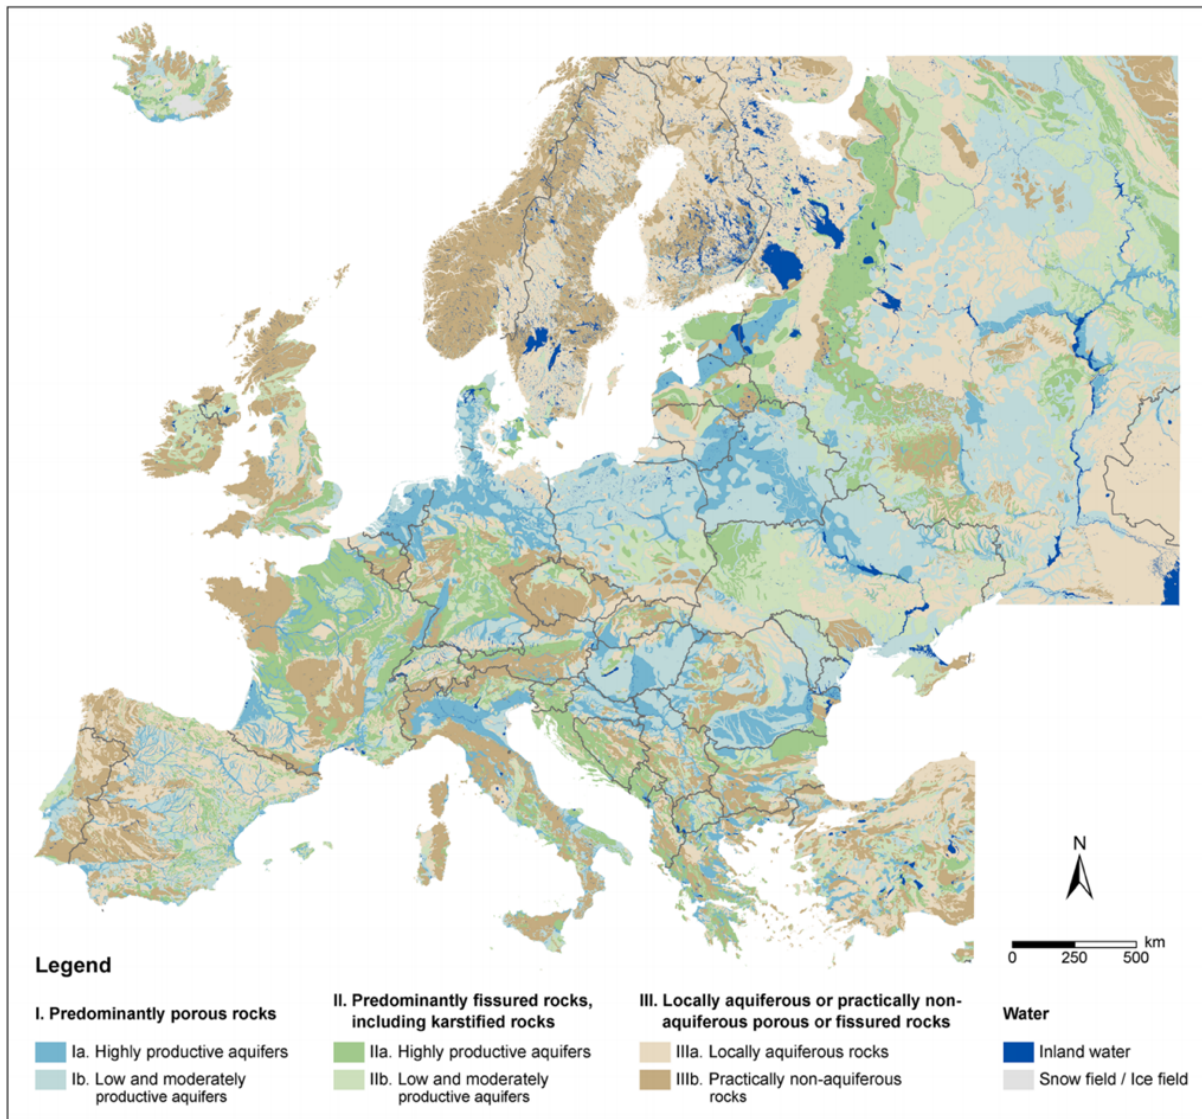 N
km
0 250 500
Legend
I. Predominantly porous rocks
Ia. Highly productive aquifers
Ib. Low and moderately
productive aquifers
II. Predominantly fissured rocks,
including karstified rocks
IIa. Highly productive aquifers
IIb. Low and moderately
productive aquifers
III. Locally aquiferous or practically non-
aquiferous porous or fissured rocks
IIIa. Locally aquiferous rocks
IIIb. Practically non-aquiferous
rocks
Water
Inland water
Snow field / Ice field